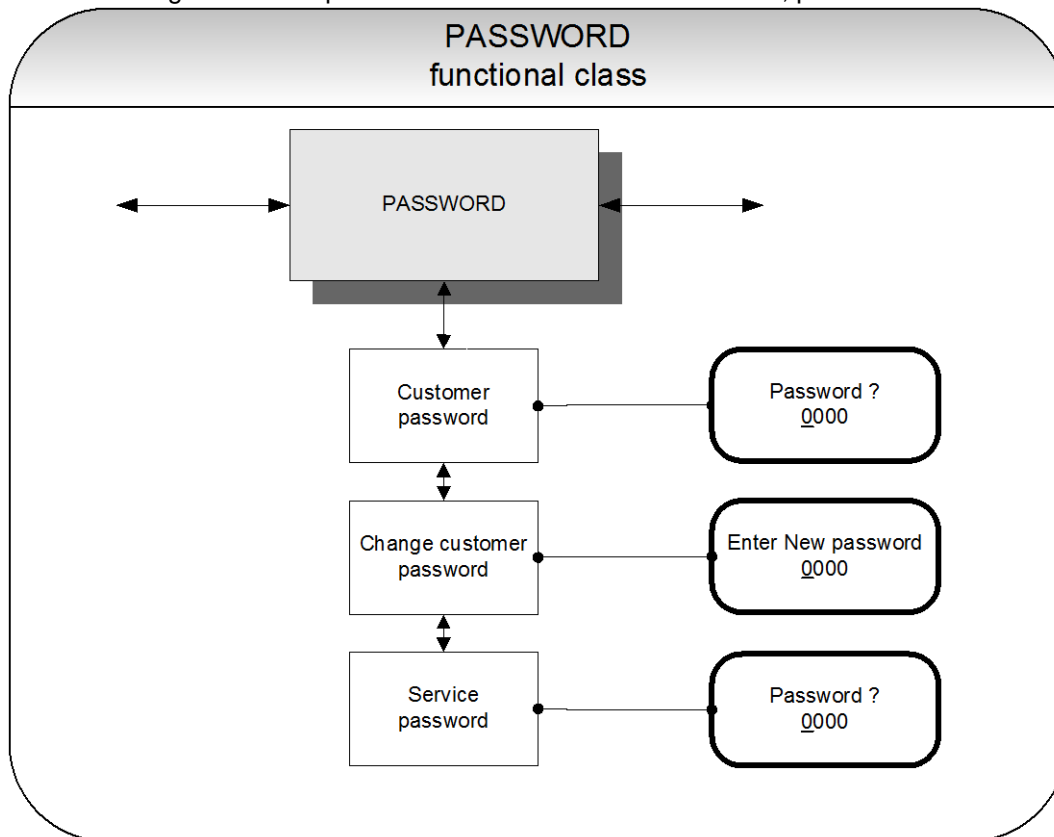 PASSWORD
functional class
PASSWORD
Customer
password
Password ?
0000
Change customer
password
Enter New password
0000
Service
password
Password ?
0000